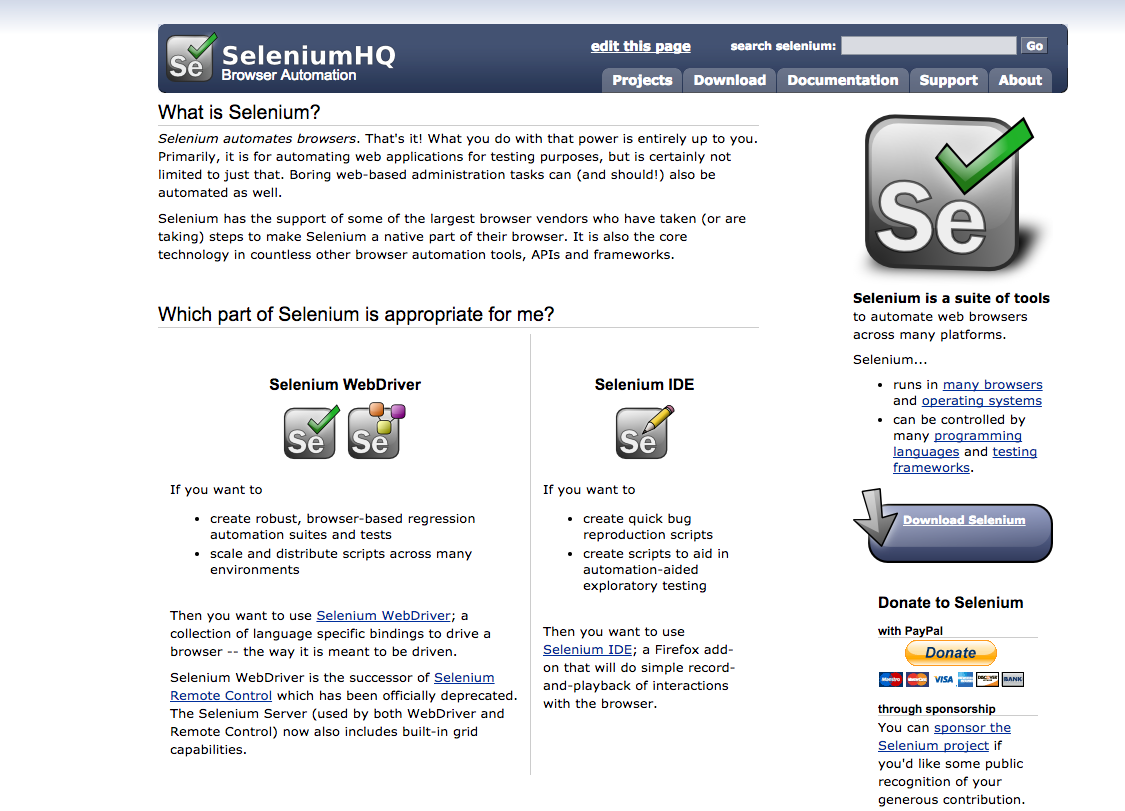 Se
SeleniumHQ
Browser Automation
edit this page
search selenium:
Go
Projects
Download
Documentation
Support
About
What is Selenium?
Selenium automates browsers. That's it! What you do with that power is entirely up to you.
Primarily, it is for automating web applications for testing purposes, but is certainly not
limited to just that. Boring web-based administration tasks can (and should!) also be
automated as well.
Selenium has the support of some of the largest browser vendors who have taken (or are
taking) steps to make Selenium a native part of their browser. It is also the core
technology in countless other browser automation tools, APIs and frameworks.
Which part of Selenium is appropriate for me?
Selenium WebDriver
Se
Se
If you want to
• create robust, browser-based regression
automation suites and tests
• scale and distribute scripts across many
environments
Then you want to use Selenium WebDriver; a
collection of language specific bindings to drive a
browser -- the way it is meant to be driven.
Selenium WebDriver is the successor of Selenium
Remote Control which has been officially deprecated.
The Selenium Server (used by both WebDriver and
Remote Control) now also includes built-in grid
capabilities.
Selenium IDE
Se
If you want to
• create quick bug
reproduction scripts
• create scripts to aid in
automation-aided
exploratory testing
Then you want to use
Selenium IDE; a Firefox add-
on that will do simple record-
and-playback of interactions
with the browser.
Se
Selenium is a suite of tools
to automate web browsers
across many platforms.
Selenium...
• runs in many browsers
and operating systems
• can be controlled by
many programming
languages and testing
frameworks.
Download Selenium
Donate to Selenium
with PayPal
Donate
Maestro
MasterCard
VISA
DISCOVER
BANK
through sponsorship
You can sponsor the
Selenium project if
you'd like some public
recognition of your
generous contribution.